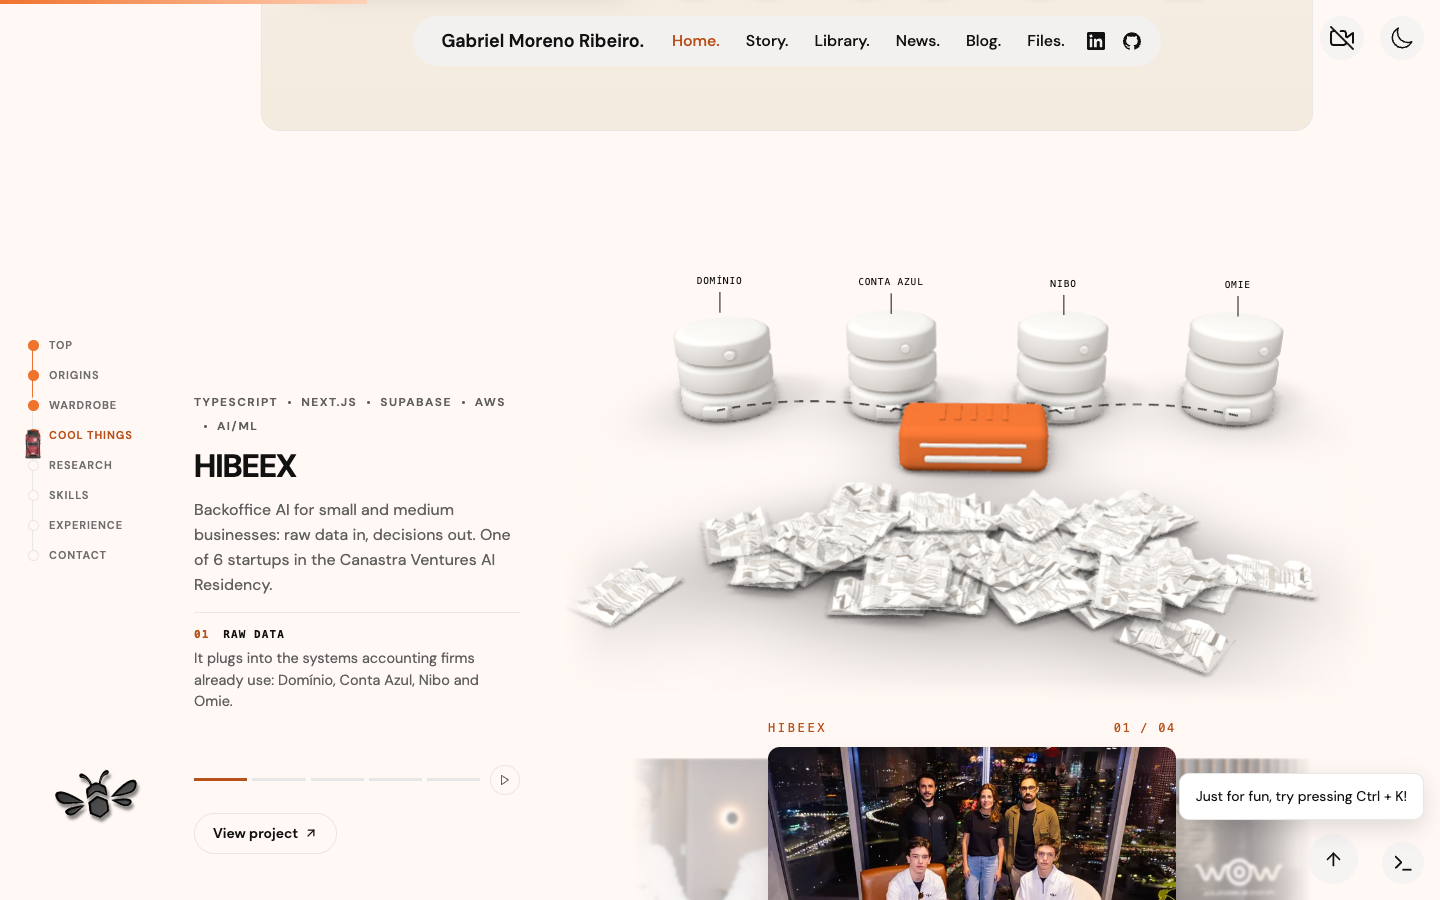 Gabriel Moreno Ribeiro.
Home.
Story.
Library.
News.
Blog.
Files.
DOMÍNIO
CONTA AZUL
NIBO
OMIE
TOP
ORIGINS
WARDROBE
COOL THINGS
RESEARCH
SKILLS
EXPERIENCE
CONTACT
TYPESCRIPT • NEXT.JS • SUPABASE • AWS
• AI/ML
HIBEEX
Backoffice AI for small and medium
businesses: raw data in, decisions out. One
of 6 startups in the Canastra Ventures AI
Residency.
01 RAW DATA
It plugs into the systems accounting firms
already use: Domínio, Conta Azul, Nibo and
Omie.
View project
HIBEEX
01 / 04
WOW
Just for fun, try pressing Ctrl + K!